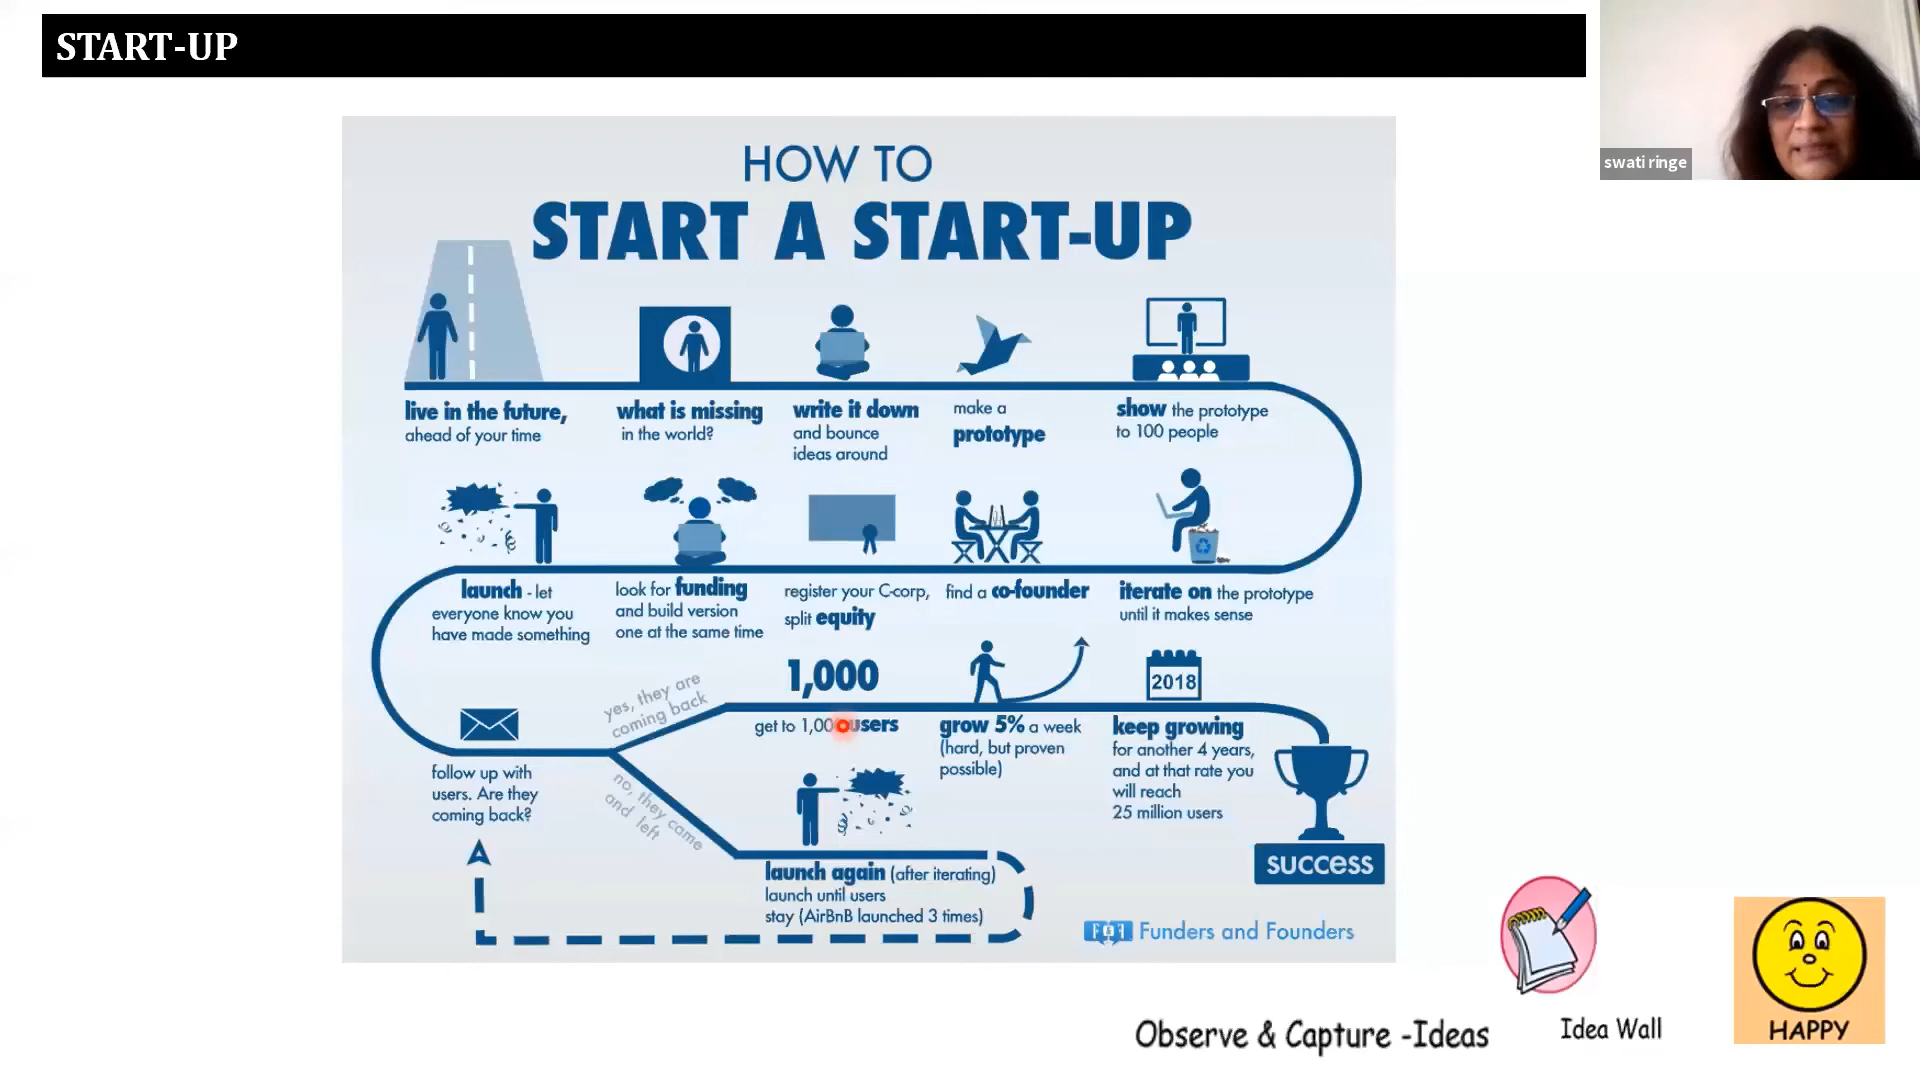 START-UP
swati ringe
HOW TO
START A START-UP
live in the future,
ahead of your time
what is missing
in the world?
write it down
and bounce
ideas around
make a
prototype
show the prototype
to 100 people
launch - let
everyone know you
have made something
look for funding
and build version
one at the same time
register your C-corp,
split equity
find a co-founder
iterate on the prototype
until it makes sense
follow up with
users. Are they
coming back?
yes, they are
coming back
no, they came
and left
1,000
get to 1,000 users
grow 5% a week
(hard, but proven
possible)
2018
keep growing
for another 4 years,
and at that rate you
will reach
25 million users
launch again (after iterating)
launch until users
stay (AirBnB launched 3 times)
success
F&F Funders and Founders
Observe & Capture -Ideas
Idea Wall
HAPPY